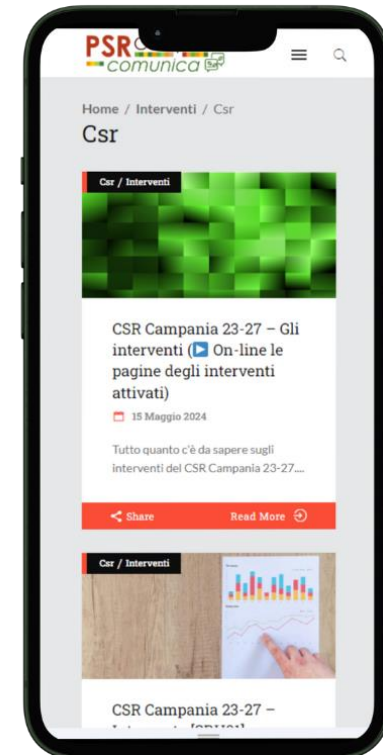 PSR
comunica
Home / Interventi / Csr
Csr
Csr / Interventi
CSR Campania 23-27 – Gli
interventi (▶ On-line le
pagine degli interventi
attivati)
15 Maggio 2024
Tutto quanto c'è da sapere sugli
interventi del CSR Campania 23-27....
Share Read More
Csr / Interventi
CSR Campania 23-27 –